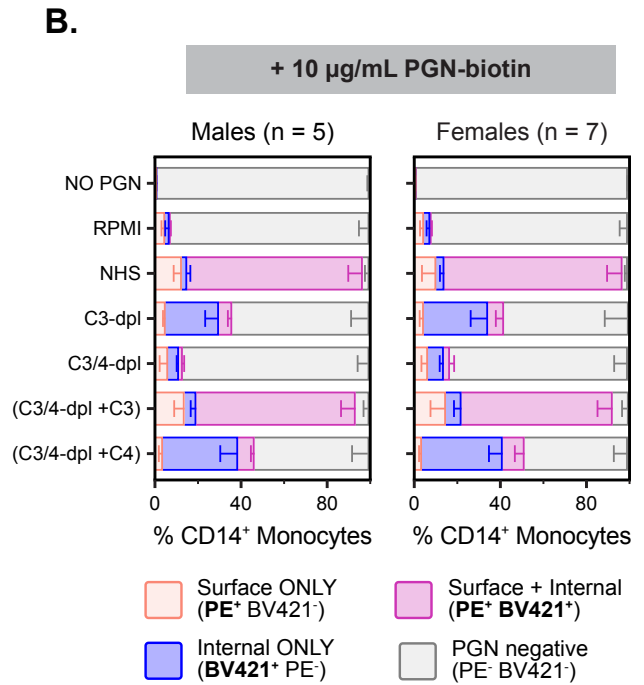 B.
+ 10 µg/mL PGN-biotin
Males (n = 5)
Females (n = 7)
NO PGN
RPMI
NHS
C3-dpl
C3/4-dpl
(C3/4-dpl +C3)
(C3/4-dpl +C4)
0 40 80
0 40 80
% CD14⁺ Monocytes
% CD14⁺ Monocytes
Surface ONLY
(PE⁺ BV421⁻)
Surface + Internal
(PE⁺ BV421⁺)
Internal ONLY
(BV421⁺ PE⁻)
PGN negative
(PE⁻ BV421⁻)